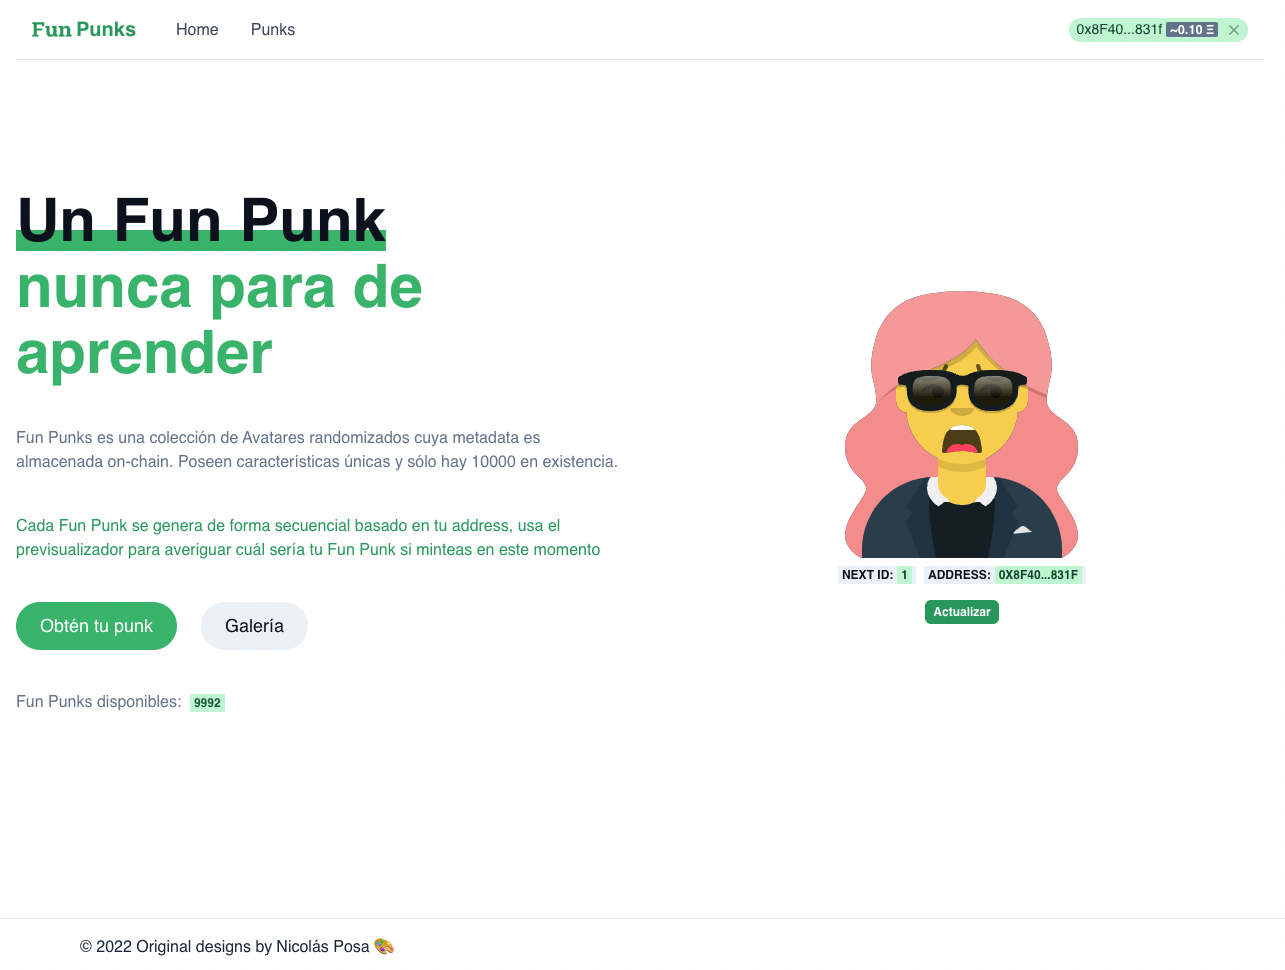 Fun Punks Home Punks 0x8F40...831f ~0.10 Ξ
Un Fun Punk
nunca para de
aprender
Fun Punks es una colección de Avatares randomizados cuya metadata es
almacenada on-chain. Poseen características únicas y sólo hay 10000 en existencia.
Cada Fun Punk se genera de forma secuencial basado en tu address, usa el
previsualizador para averiguar cuál sería tu Fun Punk si minteas en este momento
Obtén tu punk Galería
Fun Punks disponibles: 9992
NEXT ID: 1 ADDRESS: 0X8F40...831F
Actualizar
© 2022 Original designs by Nicolás Posa 🎨